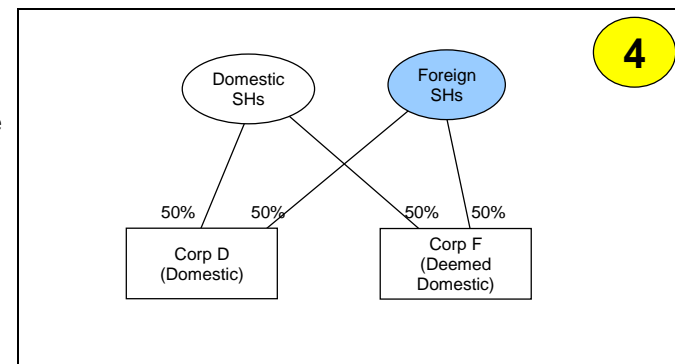 4
Domestic
SHs
Foreign
SHs
e
50% 50% 50% 50%
Corp D
(Domestic)
Corp F
(Deemed
Domestic)